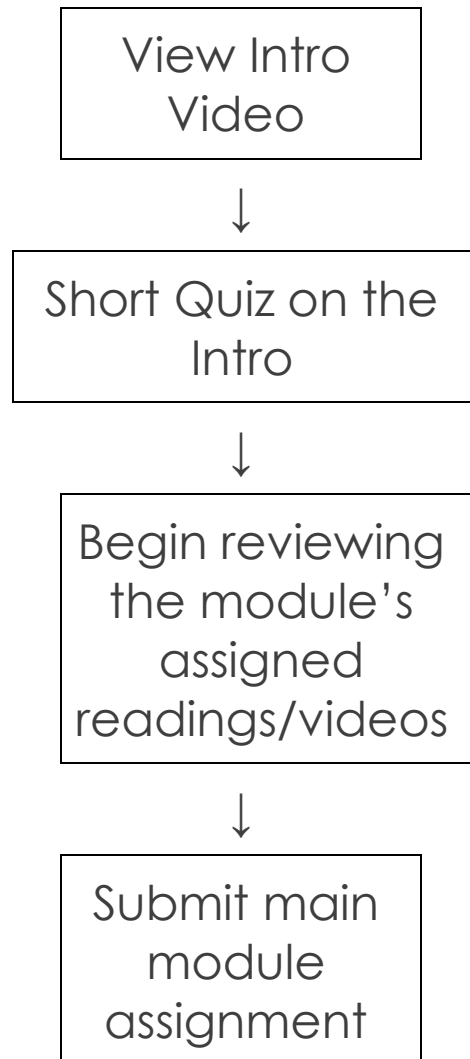 View Intro
Video
↓
Short Quiz on the
Intro
↓
Begin reviewing
the module’s
assigned
readings/videos
↓
Submit main
module
assignment